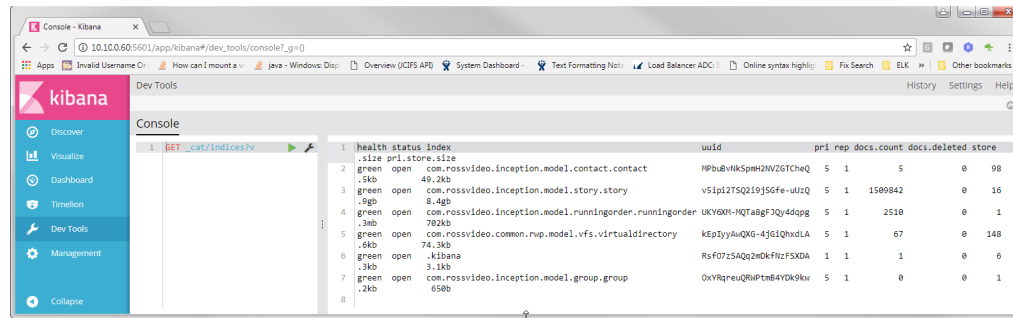 Console - Kibana
10.10.0.60:5601/app/kibana#/dev_tools/console?_g=()
Apps Invalid Username Or How can I mount a java - Windows: Disp Overview (JCIFS API) System Dashboard - Text Formatting Note Load Balancer ADC: Online syntax highlig Fix Search ELK » Other bookmarks
kibana
Dev Tools
History Settings Help
Console
Discover
Visualize
Dashboard
Timelion
Dev Tools
Management
Collapse
1 GET _cat/indices?v
1 health status index uuid pri rep docs.count docs.deleted store
.size pri.store.size
2 green open com.rossvideo.inception.model.contact.contact MPbuBvNkSpmH2NVZGTCheQ 5 1 5 0 98
.5kb 49.2kb
3 green open com.rossvideo.inception.model.story.story v5ipi2TSQ2i9jSGfe-uUzQ 5 1 1509842 0 16
.9gb 8.4gb
4 green open com.rossvideo.inception.model.runningorder.runningorder UKY6XM-MQTa8gFJQy4dqpg 5 1 2510 0 1
.3mb 702kb
5 green open com.rossvideo.common.rwp.model.vfs.virtualdirectory kEpIyyAwQXG-4jGiQhxdLA 5 1 67 0 148
.6kb 74.3kb
6 green open .kibana RsfO7z5AQq2mDkfNzF5XDA 1 1 1 0 6
.3kb 3.1kb
7 green open com.rossvideo.inception.model.group.group OxYRqreuQRWPtmB4YDk9kw 5 1 0 0 1
.2kb 650b
8